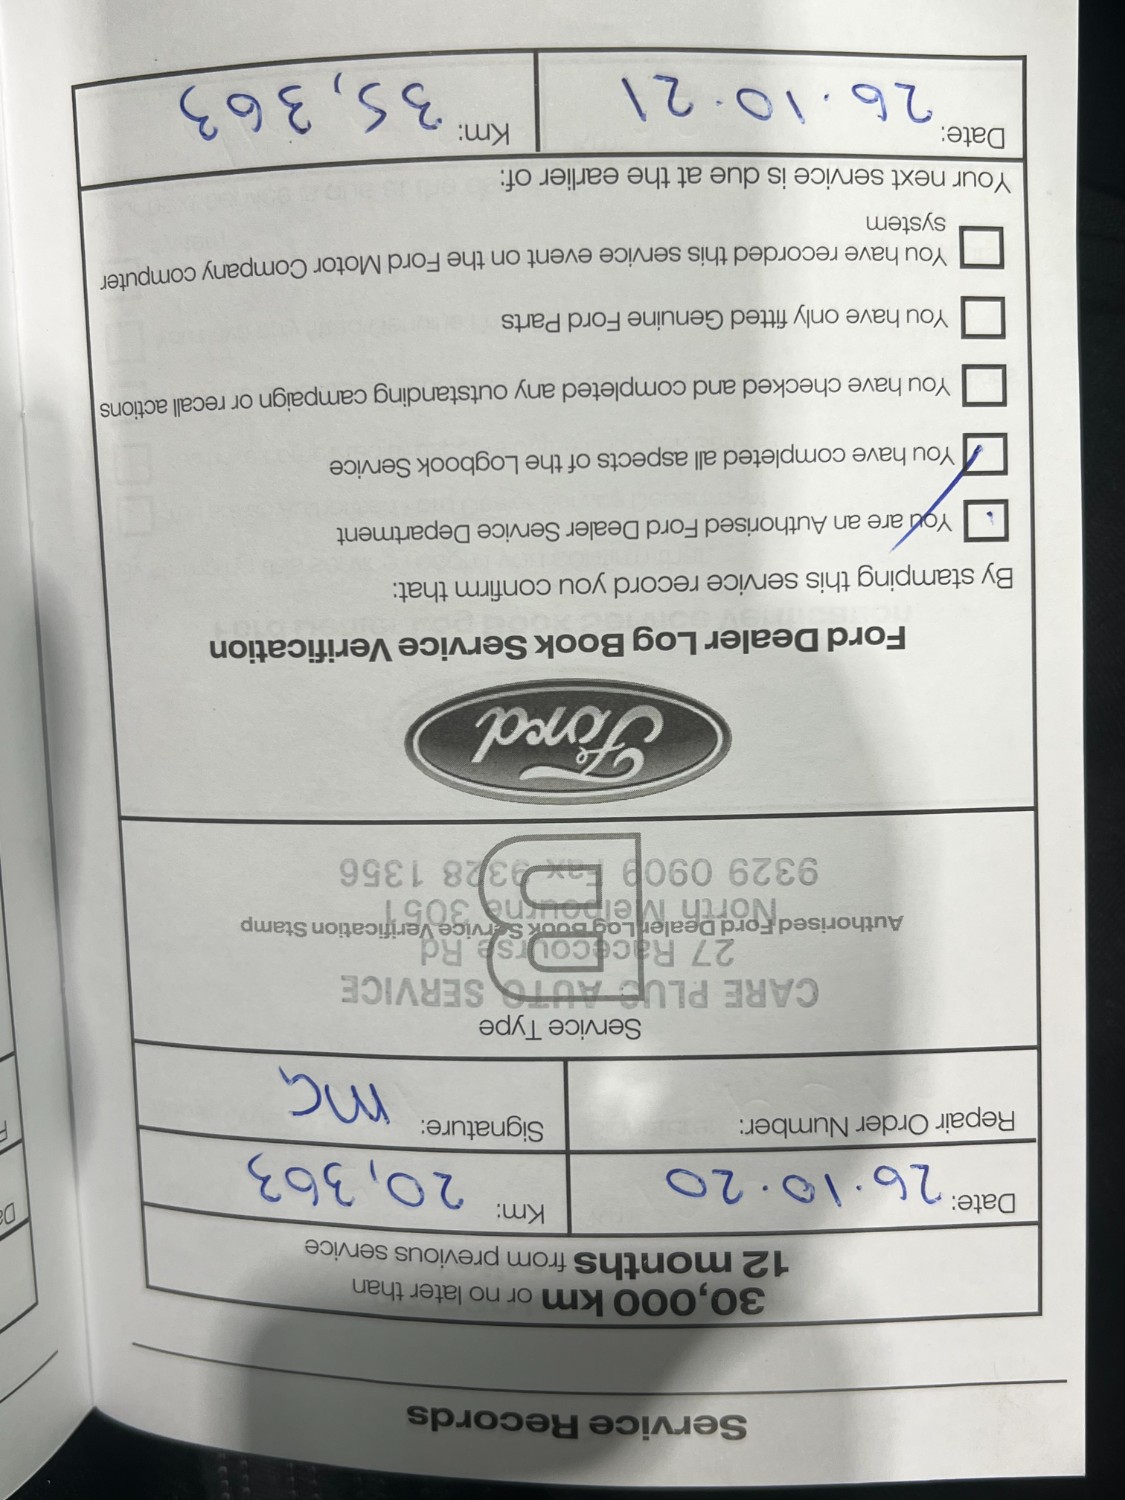 Service Records
30,000 km or no later than
12 months from previous service
Date: 26.10.20 Km: 20,363
Repair Order Number: Signature: MG
Service Type
CARE PLUS AUTO SERVICE
27 Racecourse Rd
Authorised Ford Dealer Log Book Service Verification Stamp
North Melbourne 3051
9329 0909 Fax 9328 1356
B
Ford
Ford Dealer Log Book Service Verification
By stamping this service record you confirm that:
You are an Authorised Ford Dealer Service Department
You have completed all aspects of the Logbook Service
You have checked and completed any outstanding campaign or recall actions
You have only fitted Genuine Ford Parts
You have recorded this service event on the Ford Motor Company computer
system
Your next service is due at the earlier of:
Date: 26.10.21 Km: 35,363